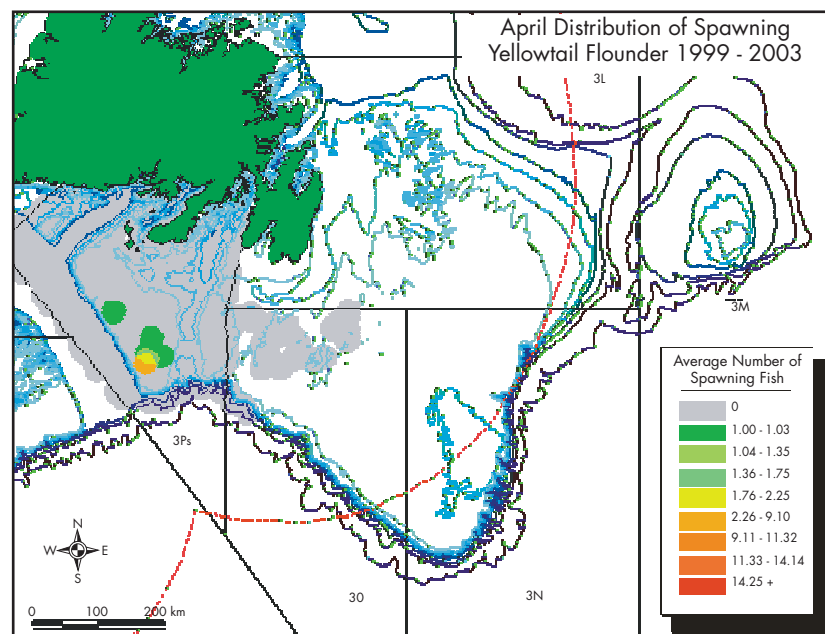 April Distribution of Spawning
Yellowtail Flounder 1999 - 2003
3L
3M
Average Number of
Spawning Fish
0
1.00 - 1.03
1.04 - 1.35
1.36 - 1.75
1.76 - 2.25
2.26 - 9.10
9.11 - 11.32
11.33 - 14.14
14.25 +
3Ps
N
W E
S
0 100 200 km
30
3N